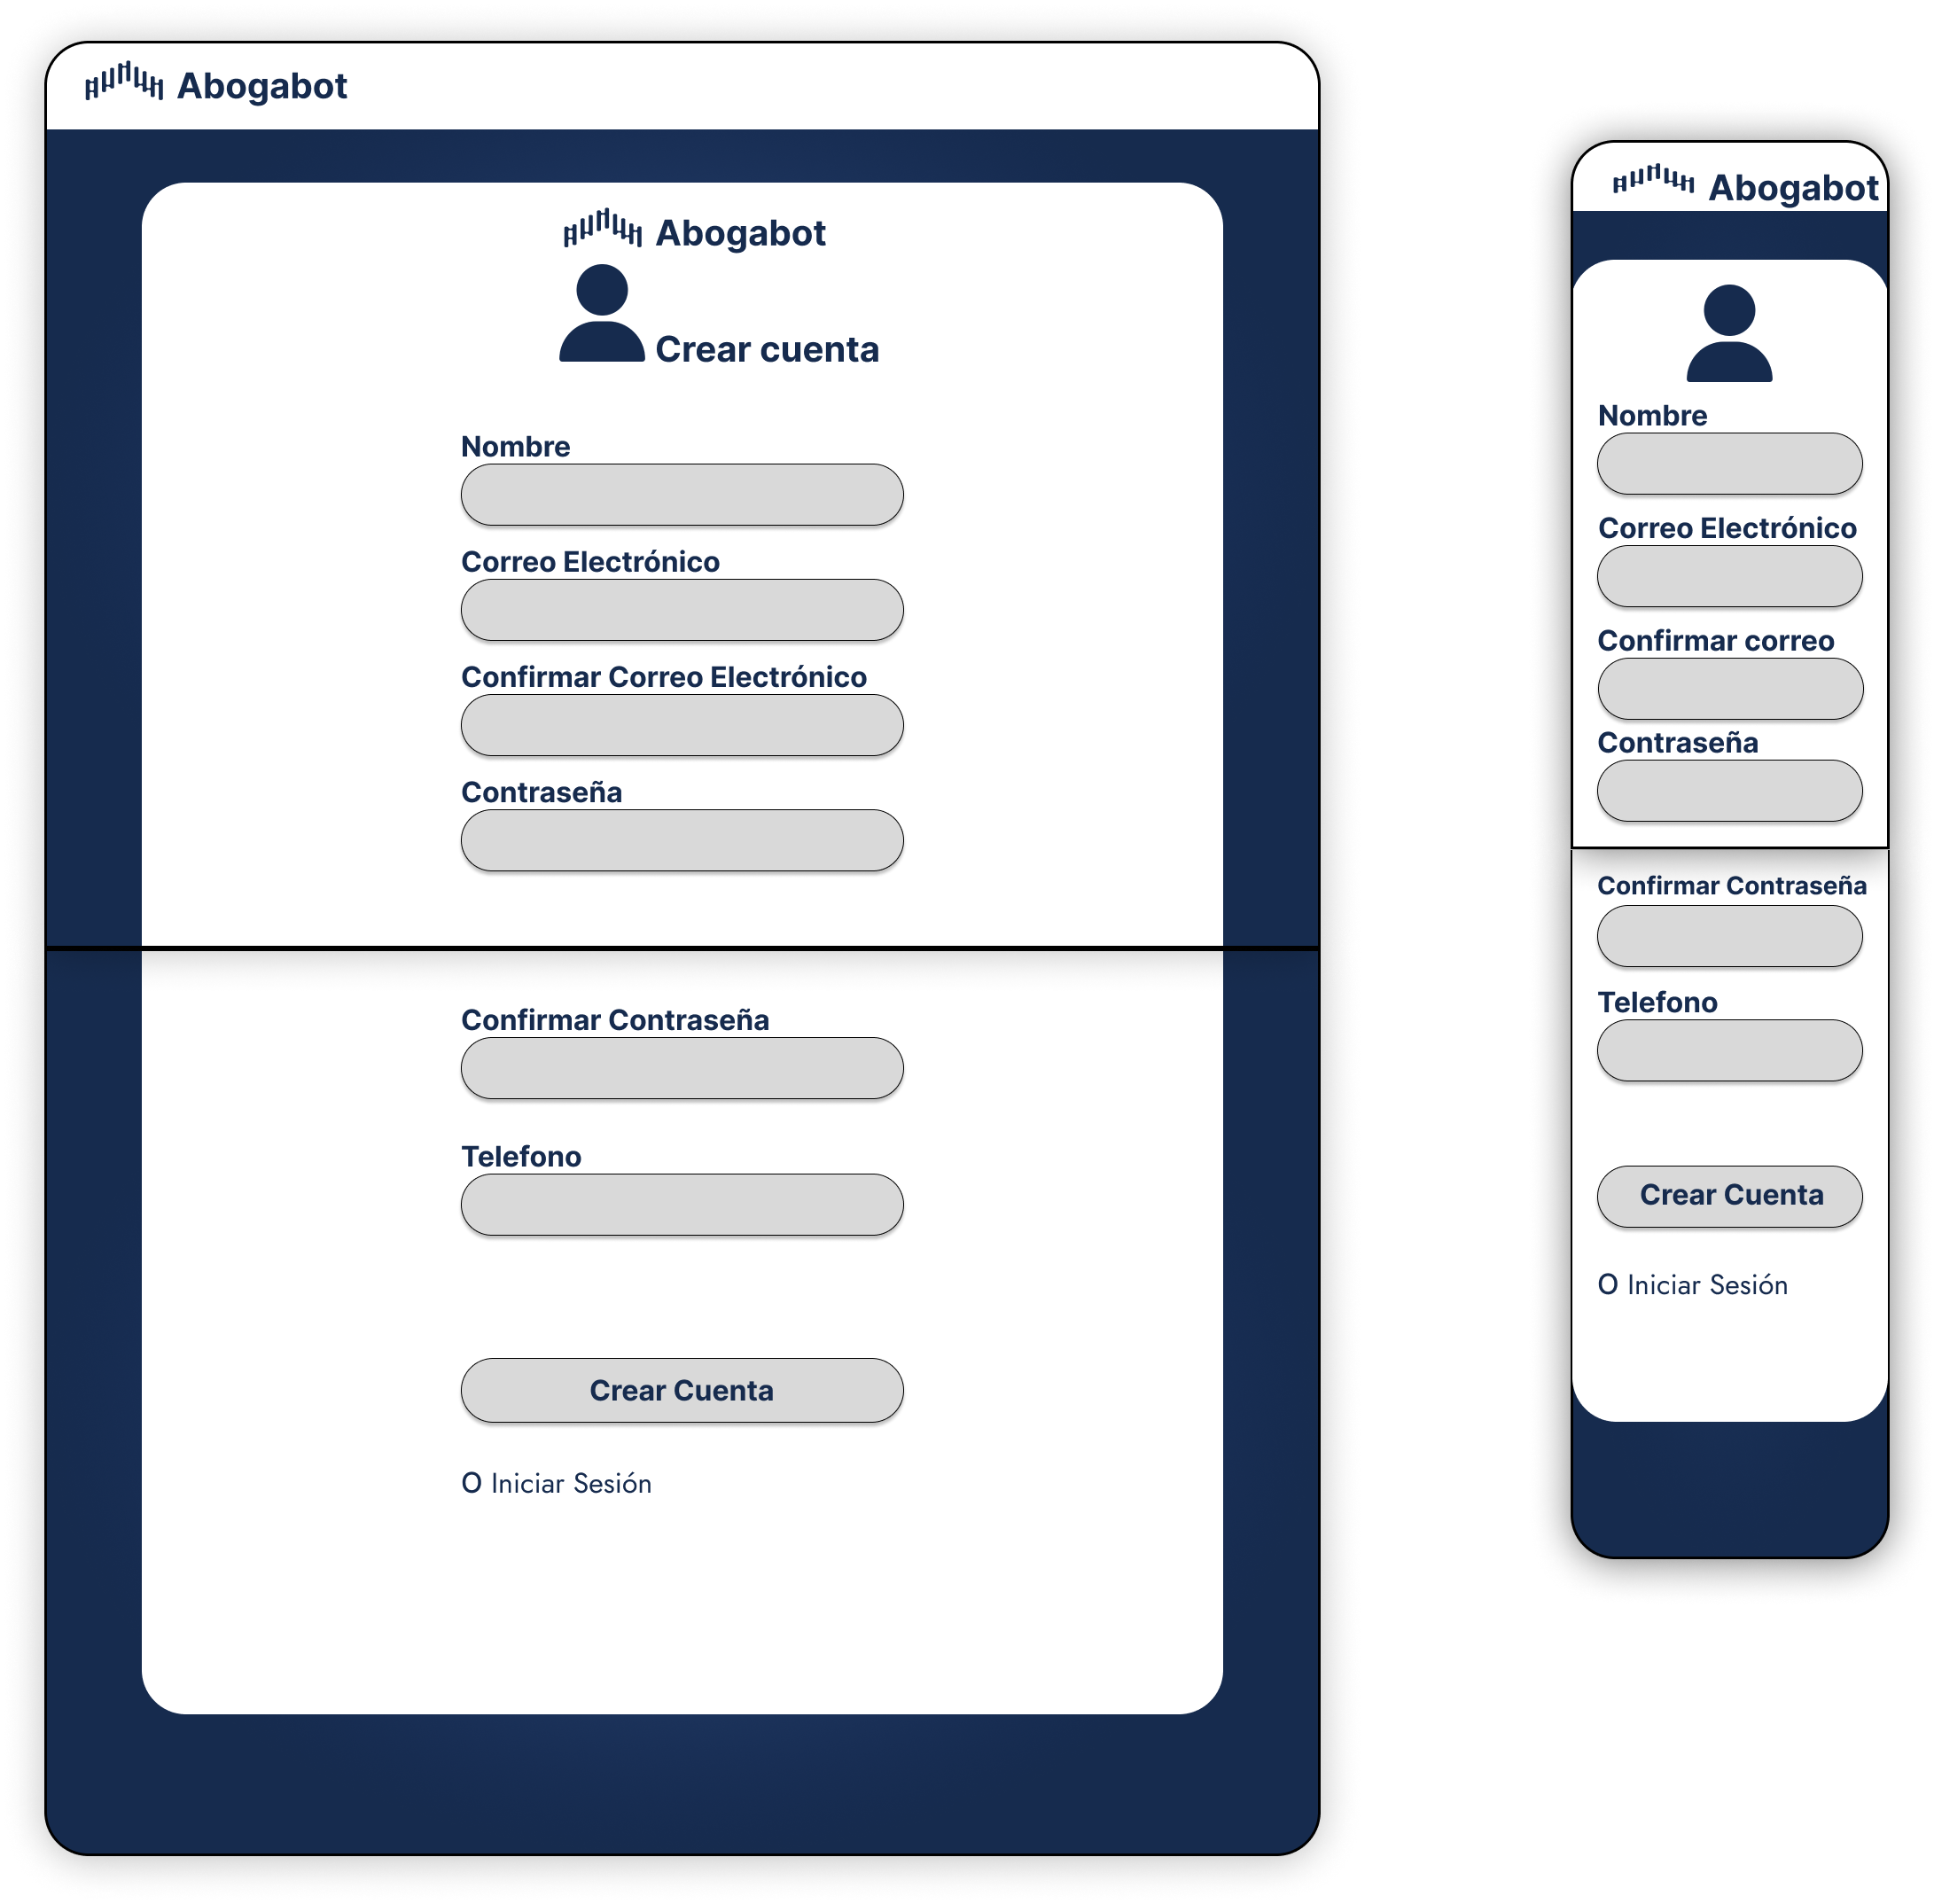 Abogabot
Abogabot
Crear cuenta
Nombre
Correo Electrónico
Confirmar Correo Electrónico
Contraseña
Confirmar Contraseña
Telefono
Crear Cuenta
O Iniciar Sesión
Abogabot
Nombre
Correo Electrónico
Confirmar correo
Contraseña
Confirmar Contraseña
Telefono
Crear Cuenta
O Iniciar Sesión